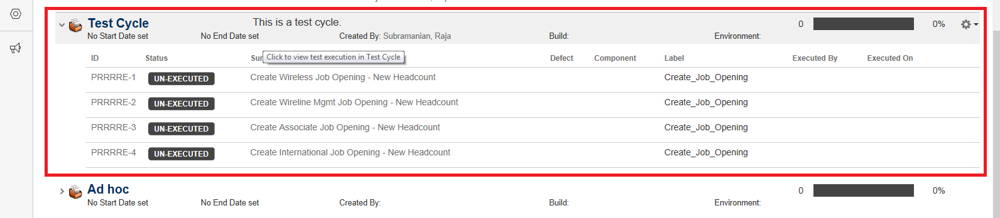 Test Cycle This is a test cycle. 0 0%
No Start Date set No End Date set Created By: Subramanian, Raja Build: Environment:
Click to view test execution in Test Cycle
ID Status Defect Component Label Executed By Executed On
PRRRRE-1 UN-EXECUTED Create Wireless Job Opening - New Headcount Create_Job_Opening
PRRRRE-2 UN-EXECUTED Create Wireline Mgmt Job Opening - New Headcount Create_Job_Opening
PRRRRE-3 UN-EXECUTED Create Associate Job Opening - New Headcount Create_Job_Opening
PRRRRE-4 UN-EXECUTED Create International Job Opening - New Headcount Create_Job_Opening
Ad hoc 0 0%
No Start Date set No End Date set Created By: Build: Environment: